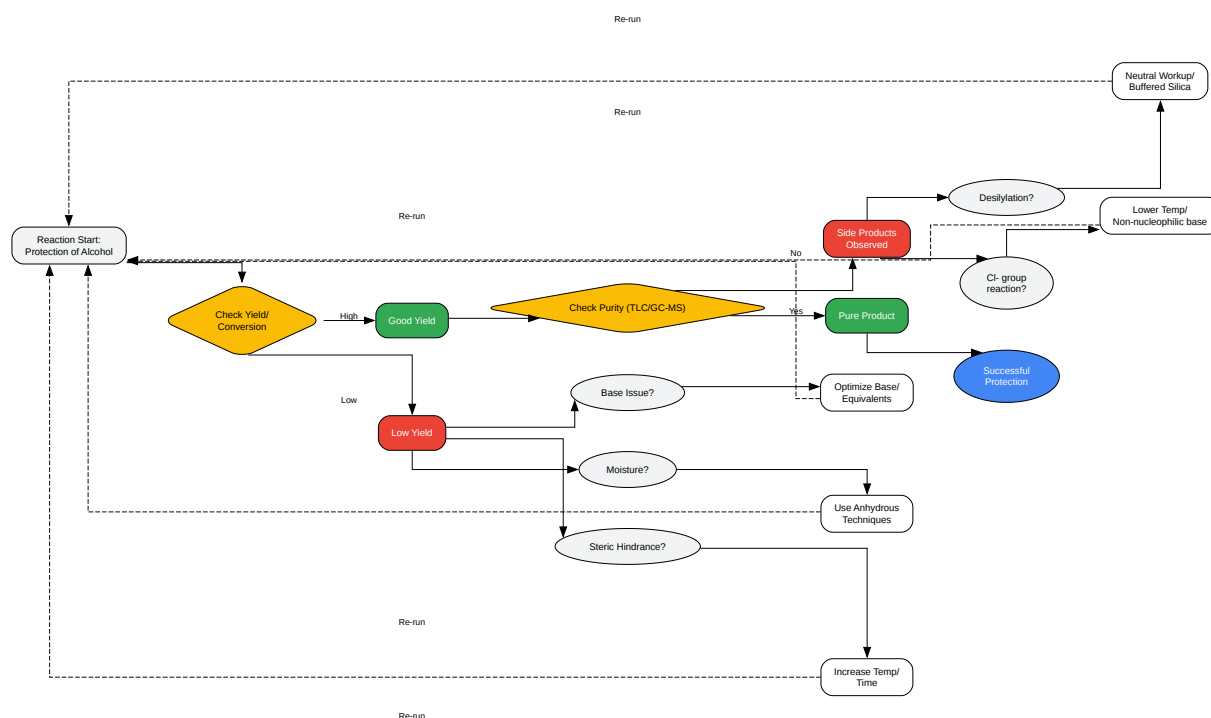 Re-run
Neutral Workup/
Buffered Silica
Re-run
Desilylation?
Lower Temp/
Non-nucleophilic base
Re-run
Reaction Start:
Protection of Alcohol
Side Products
Observed
No
Cl- group
reaction?
Check Yield/
Conversion
High
Good Yield
Check Purity (TLC/GC-MS)
Yes
Pure Product
Successful
Protection
Base Issue?
Optimize Base/
Equivalents
Low
Low Yield
Moisture?
Use Anhydrous
Techniques
Steric Hindrance?
Re-run
Increase Temp/
Time
Re-run